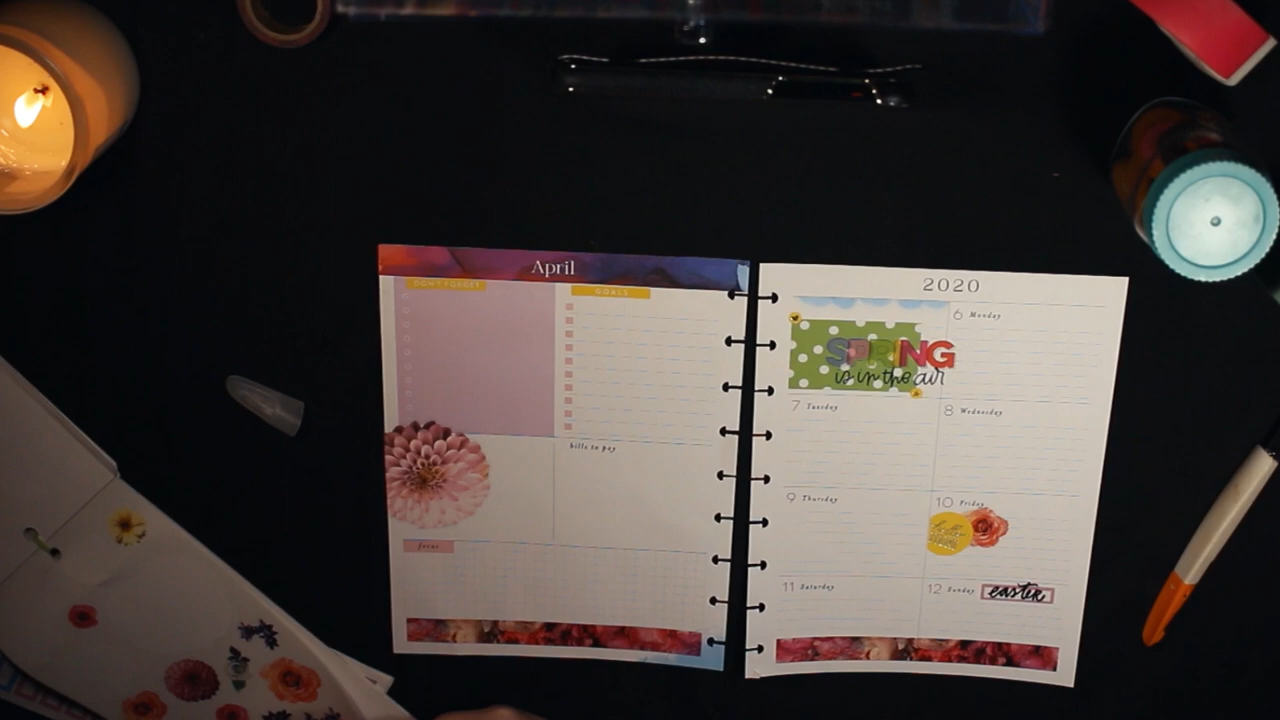 April
DON'T FORGET
GOALS
bills to pay
focus
2020
6 Monday
SPRING
is in the air
7 Tuesday
8 Wednesday
9 Thursday
10 Friday
11 Saturday
12 Sunday
easter